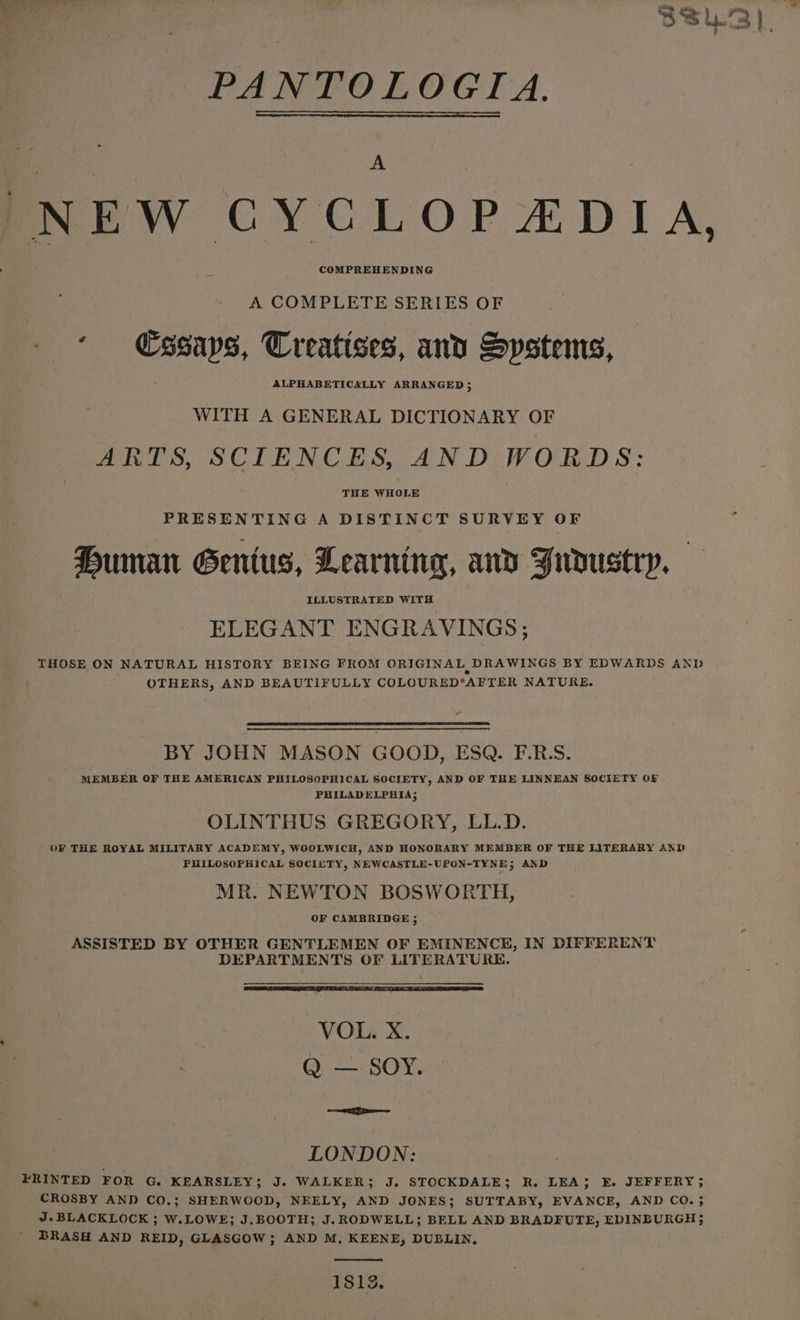 38431.
PANTOLOGIA.
A
NEW CYCLOPÆDIA,
COMPREHENDING
A COMPLETE SERIES OF
Essays, Treatises, and Systems,
ALPHABETICALLY ARRANGED;
WITH A GENERAL DICTIONARY OF
ARTS, SCIENCES, AND WORDS:
THE WHOLE
PRESENTING A DISTINCT SURVEY OF
Human Genius, Learning, and Industry.
ILLUSTRATED WITH
ELEGANT ENGRAVINGS;
THOSE ON NATURAL HISTORY BEING FROM ORIGINAL DRAWINGS BY EDWARDS AND
OTHERS, AND BEAUTIFULLY COLOURED AFTER NATURE.
BY JOHN MASON GOOD, ESQ. F.R.S.
MEMBER OF THE AMERICAN PHILOSOPHICAL SOCIETY, AND OF THE LINNEAN SOCIETY OF
PHILADELPHIA;
OLINTHUS GREGORY, LL.D.
OF THE ROYAL MILITARY ACADEMY, WOOLWICH, AND HONORARY MEMBER OF THE LITERARY AND
PHILOSOPHICAL SOCIETY, NEWCASTLE-UPON-TYNE; AND
MR. NEWTON BOSWORTH,
OF CAMBRIDGE;
ASSISTED BY OTHER GENTLEMEN OF EMINENCE, IN DIFFERENT
DEPARTMENTS OF LITERATURE.
VOL. X.
Q — SOY.
LONDON:
PRINTED FOR G. KEARSLEY; J. WALKER; J. STOCKDALE; R. LEA; E. JEFFERY;
CROSBY AND CO.; SHERWOOD, NEELY, AND JONES; SUTTABY, EVANCE, AND CO.;
J. BLACKLOCK; W. LOWE; J. BOOTH; J. RODWELL; BELL AND BRADFUTE, EDINBURGH;
BRASH AND REID, GLASGOW; AND M. KEENE, DUBLIN.
1813.